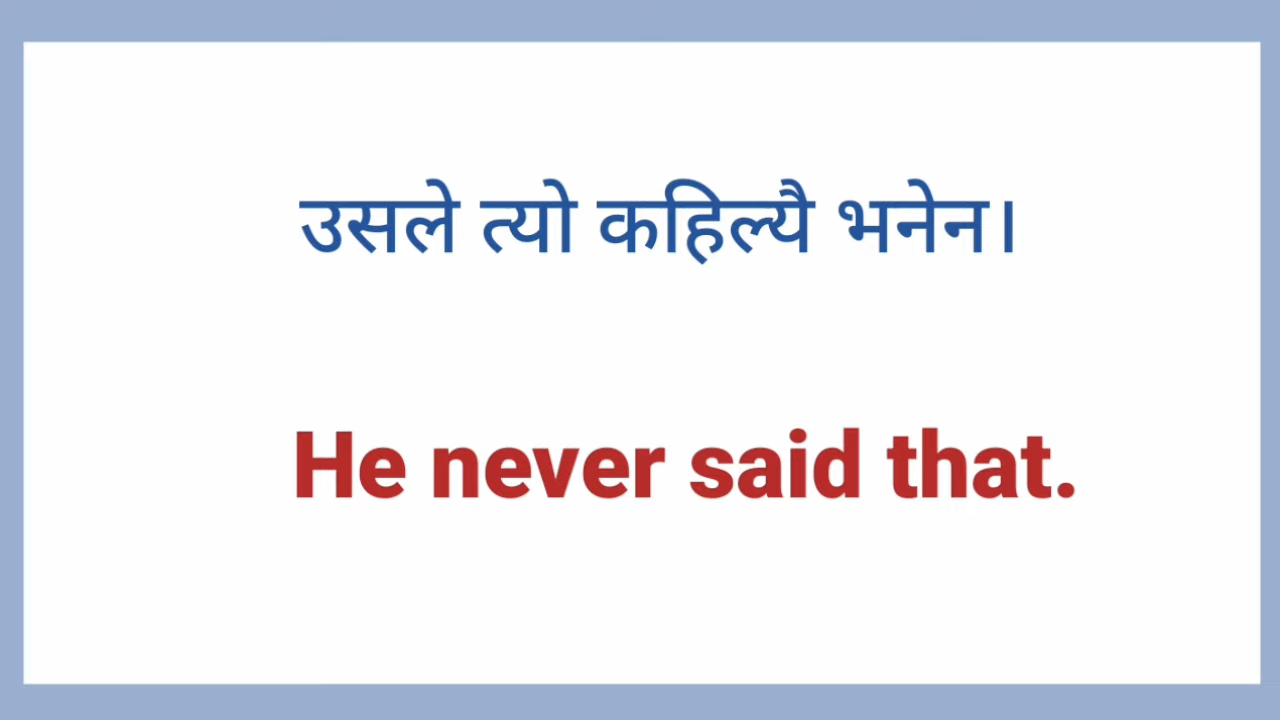 उसले त्यो कहिल्यै भनेन।
He never said that.